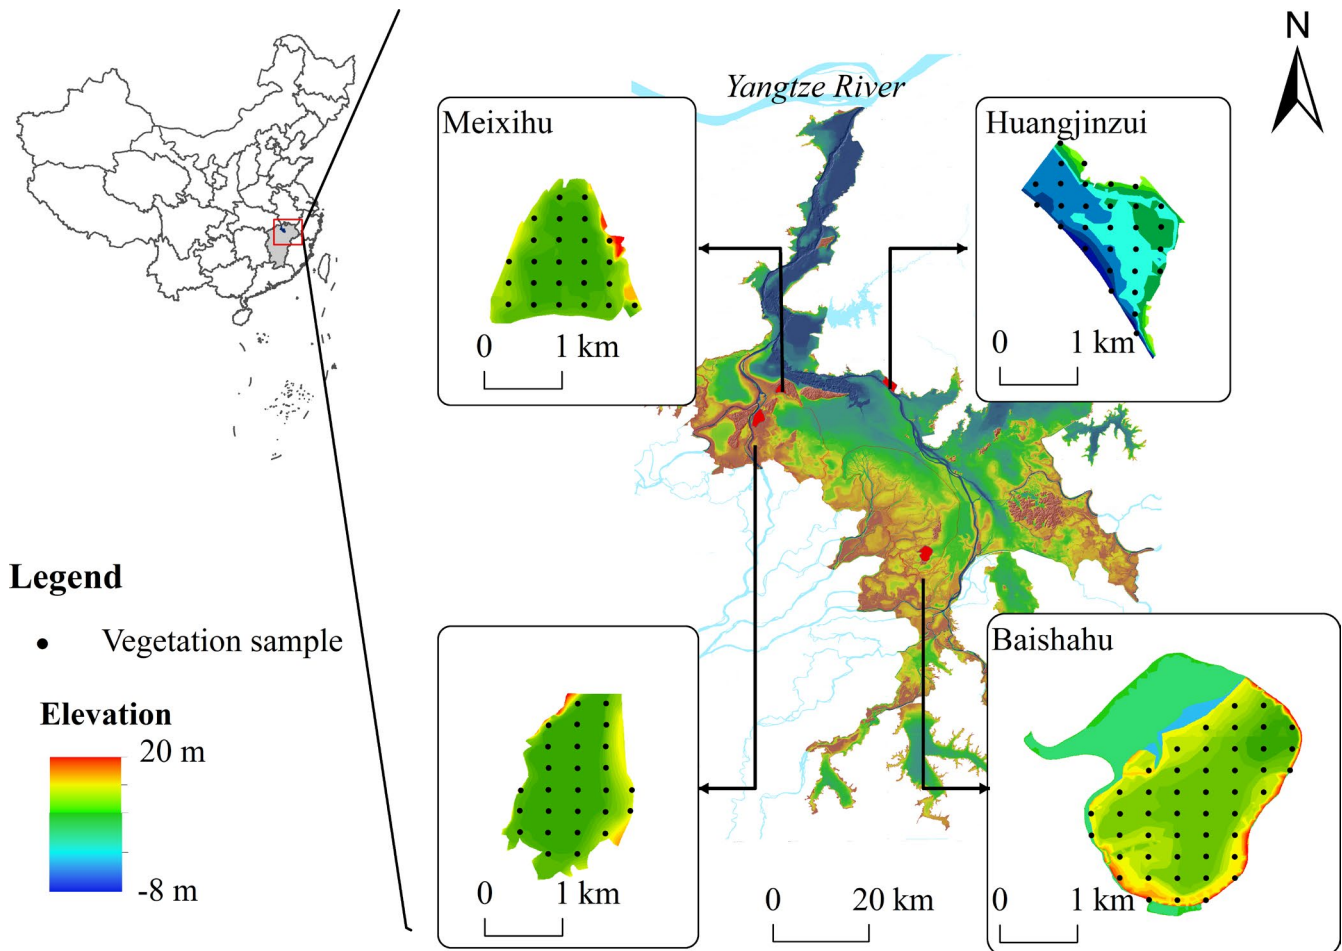 N
Yangtze River
Meixihu
0 1 km
Huangjinzui
0 1 km
Legend
Vegetation sample
Elevation
20 m
-8 m
0 1 km
0 20 km
Baishahu
0 1 km